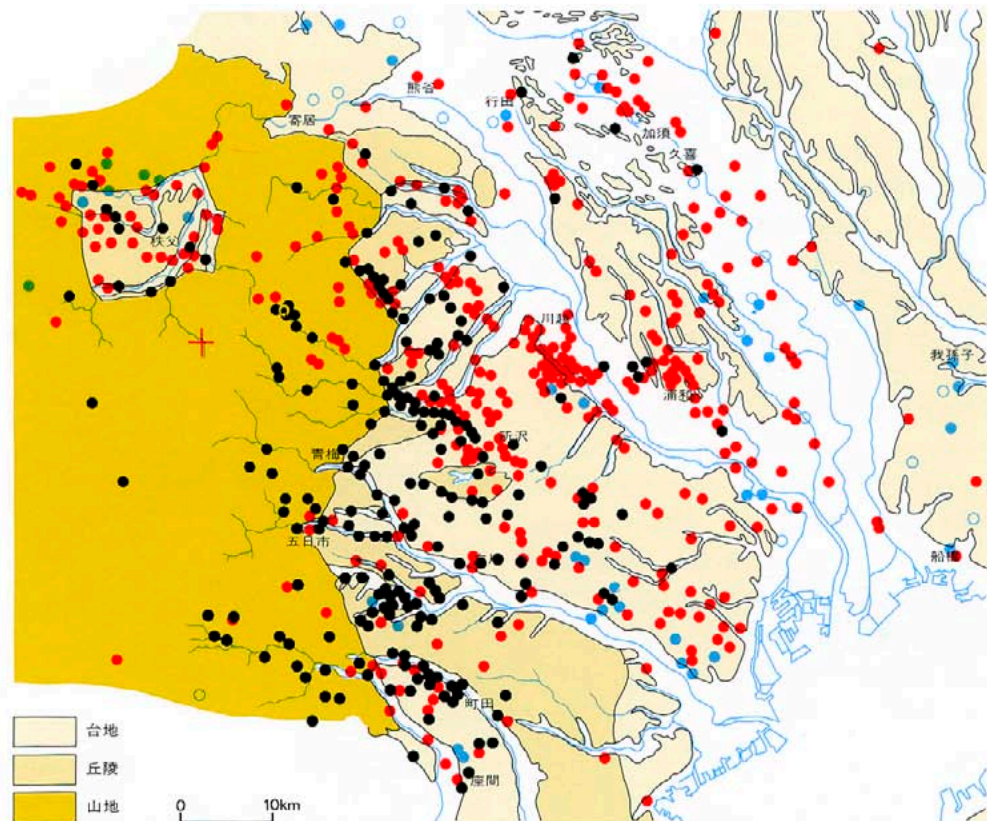 熊谷
行田
加須
寄居
久喜
秩父
川越
我孫子
浦和
所沢
青梅
五日市
立川
船橋
町田
座間
台地
丘陵
山地
0 10km